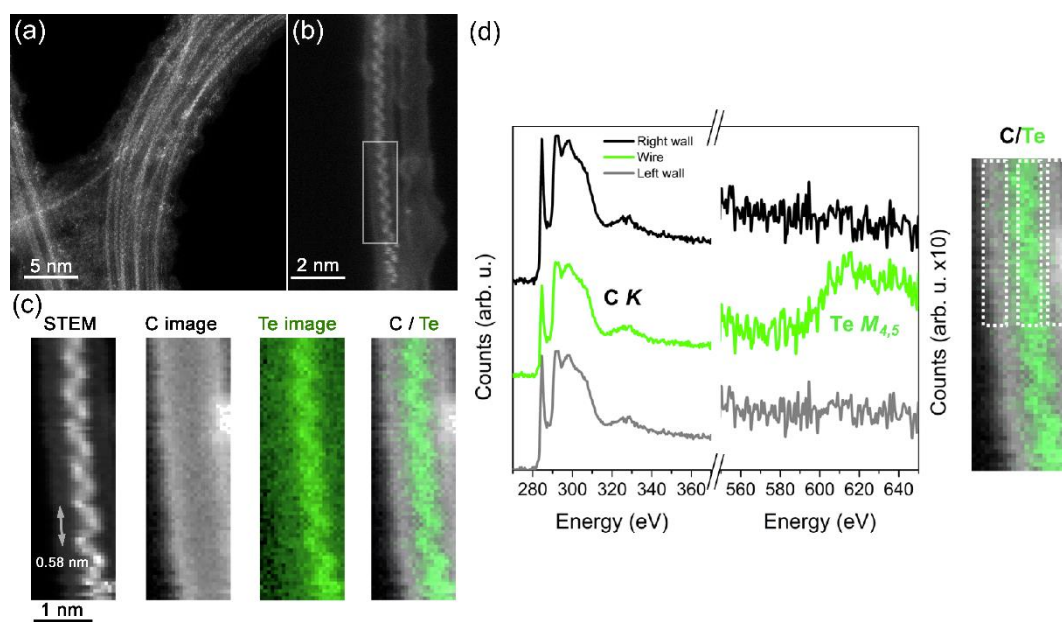 (a)
5 nm
(b)
2 nm
(c)
STEM
C image
Te image
C / Te
0.58 nm
1 nm
(d)
Right wall
Wire
Left wall
C K
Te M4,5
Counts (arb. u.)
Counts (arb. u. x10)
280 300 320 340 360
560 580 600 620 640
Energy (eV)
Energy (eV)
C/Te